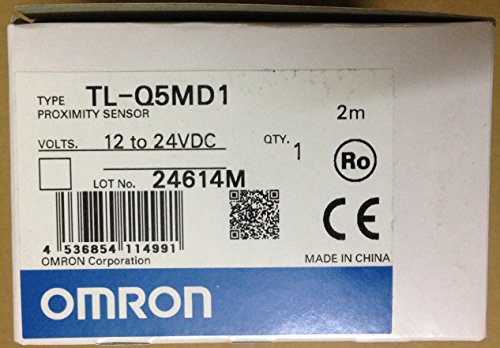 TYPE TL-Q5MD1
PROXIMITY SENSOR 2m
VOLTS. 12 to 24VDC QTY. 1
Ro
LOT No. 24614M
CE
4 536854 114991
OMRON Corporation MADE IN CHINA
OMRON